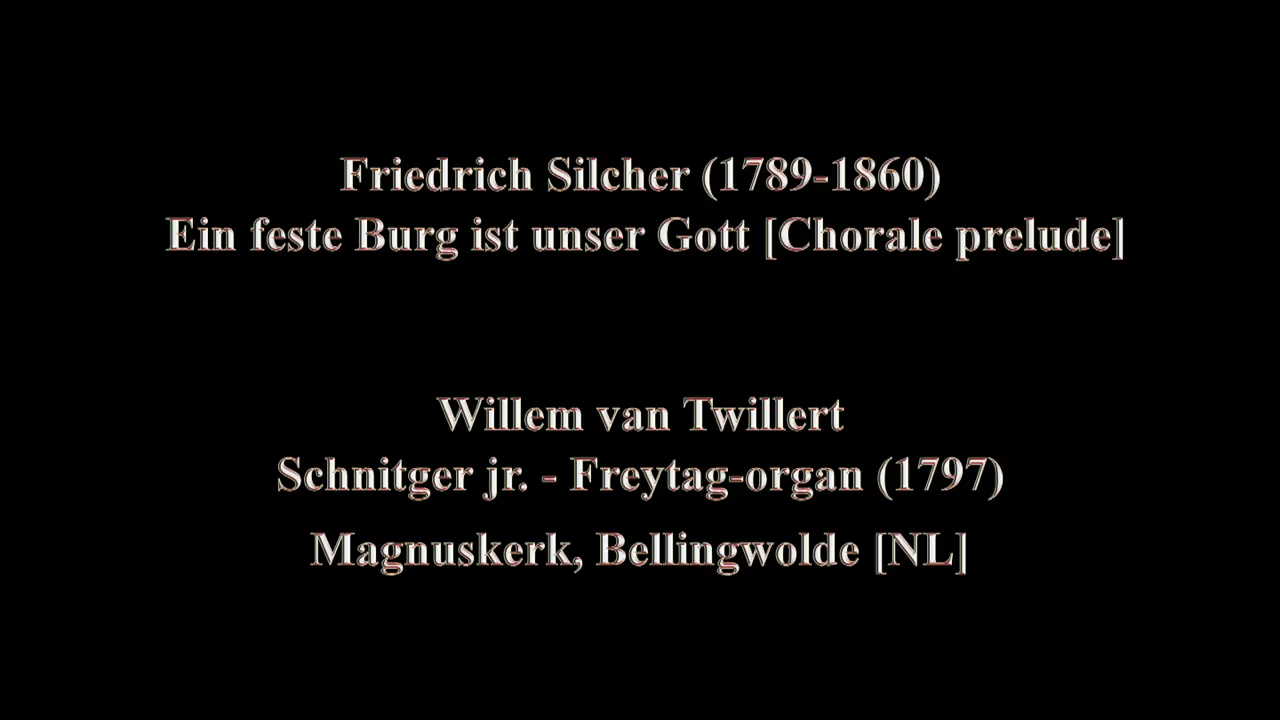 Friedrich Silcher (1789-1860)
Ein feste Burg ist unser Gott [Chorale prelude]
Willem van Twillert
Schnitger jr. - Freytag-organ (1797)
Magnuskerk, Bellingwolde [NL]